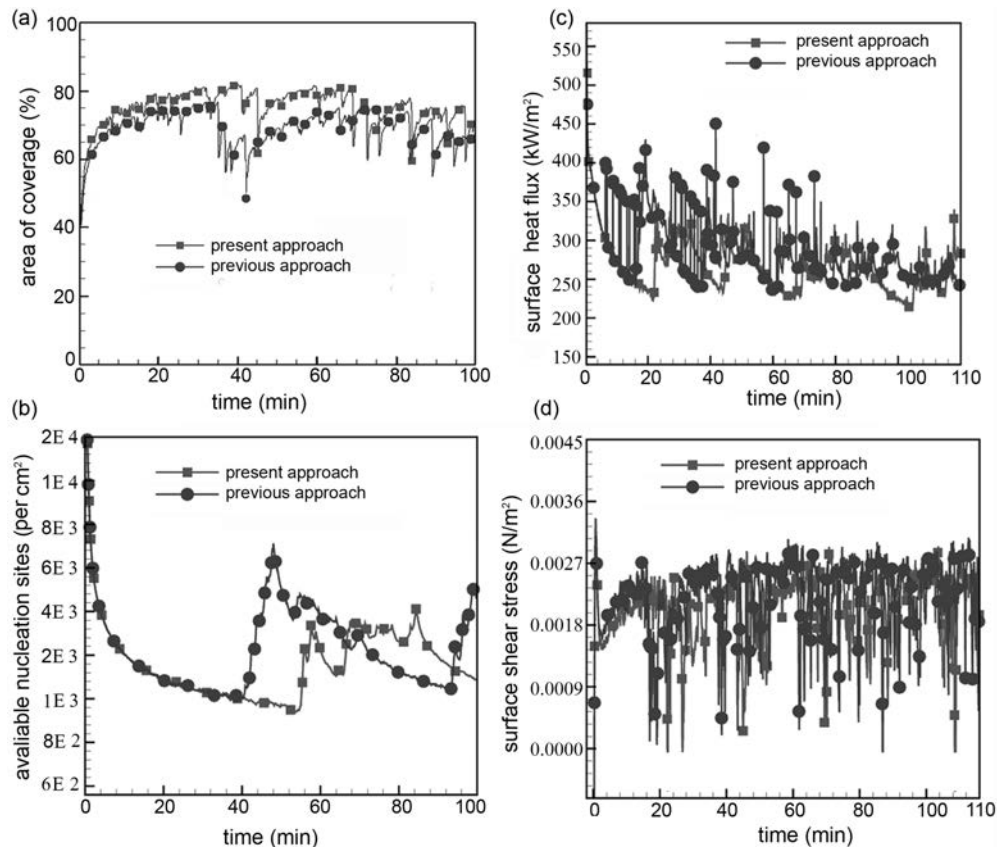 (a)
100
80
60
40
20
0
area of coverage (%)
present approach
previous approach
0 20 40 60 80 100
time (min)
(b)
2E 4
1E 4
8E 3
6E 3
4E 3
2E 3
1E 3
8E 2
6E 2
avaliable nucleation sites (per cm²)
present approach
previous approach
0 20 40 60 80 100
time (min)
(c)
550
500
450
400
350
300
250
200
150
surface heat flux (kW/m²)
present approach
previous approach
0 20 40 60 80 100 110
time (min)
(d)
0.0045
0.0036
0.0027
0.0018
0.0009
0.0000
surface shear stress (N/m²)
present approach
previous approach
0 20 40 60 80 100 110
time (min)